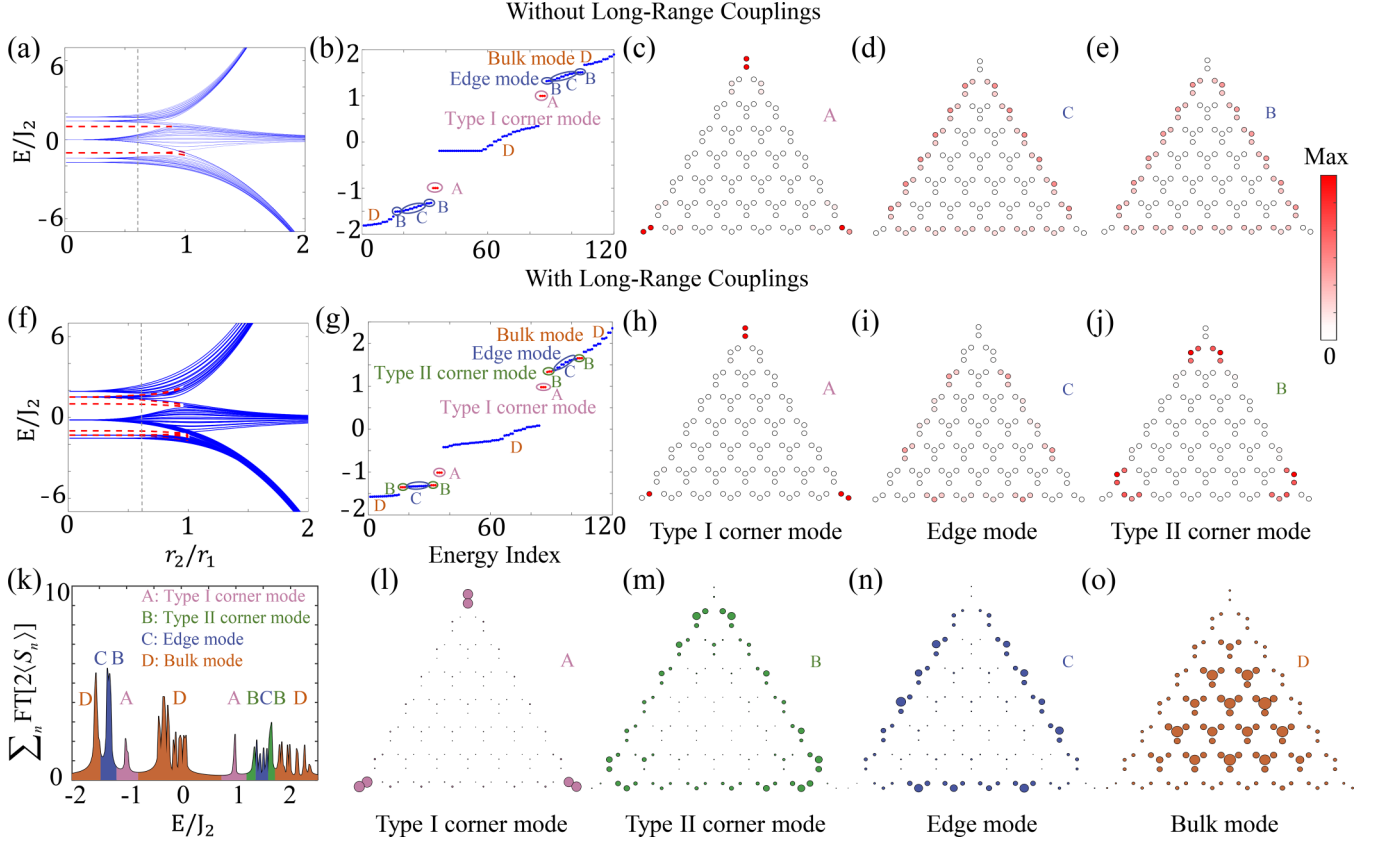 Without Long-Range Couplings
(a)
6
0
-6
E/J2
0 1 2
(b)
2
1
0
-1
-2
0 60 120
Bulk mode D
Edge mode
B C B
A
Type I corner mode
D
A
D
B C B
(c)
A
(d)
C
(e)
B
Max
0
With Long-Range Couplings
(f)
6
0
-6
E/J2
0 1 2
r2/r1
(g)
2
1
0
-1
-2
0 60 120
Energy Index
Bulk mode D
Edge mode
Type II corner mode
B C B
A
Type I corner mode
D
A
B C B
D
(h)
A
Type I corner mode
(i)
C
Edge mode
(j)
B
Type II corner mode
(k)
10
5
0
∑n FT[2⟨Sn⟩]
A: Type I corner mode
B: Type II corner mode
C: Edge mode
D: Bulk mode
D C B A D A B C B D
-2 -1 0 1 2
E/J2
(l)
A
Type I corner mode
(m)
B
Type II corner mode
(n)
C
Edge mode
(o)
D
Bulk mode